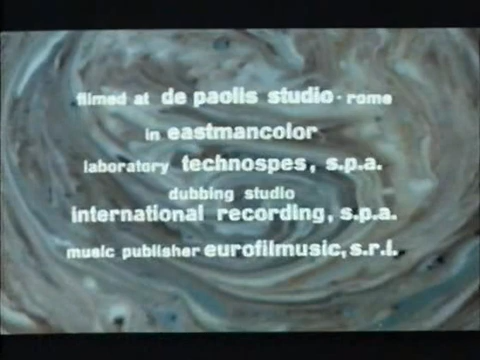 filmed at de paolis studio - rome
in eastmancolor
laboratory technospes, s.p.a.
dubbing studio
international recording, s.p.a.
music publisher eurofilmusic, s.r.l.